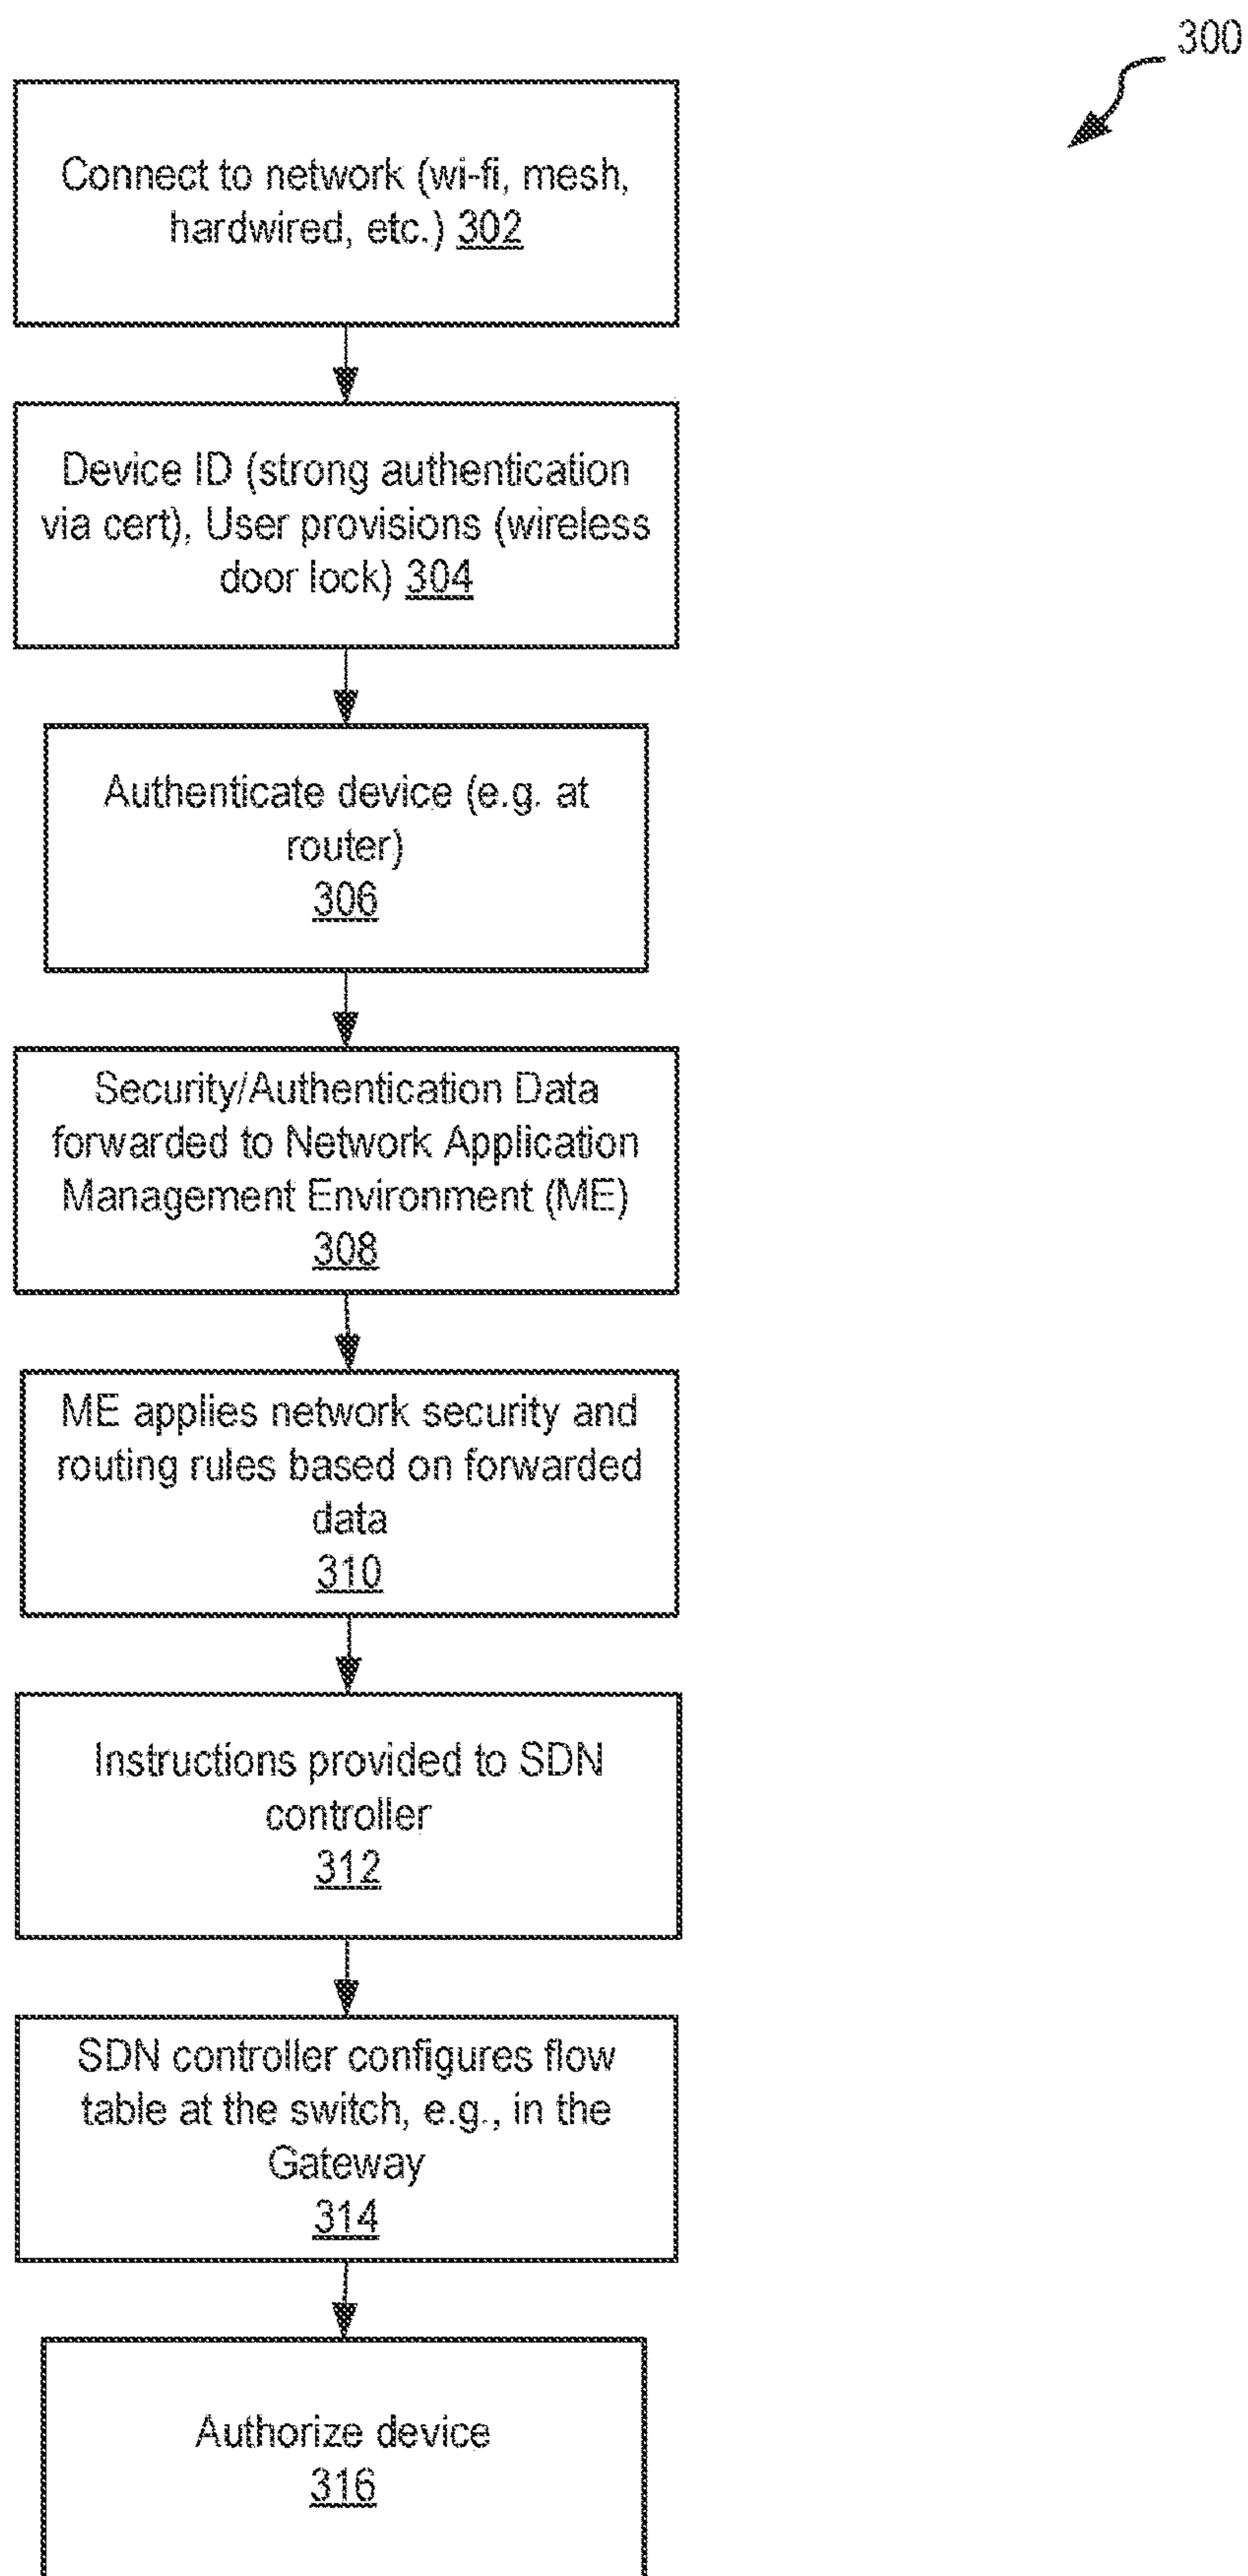 300
Connect to network (wi-fi, mesh,
hardwired, etc.) 302
Device ID (strong authentication
via cert), User provisions (wireless
door lock) 304
Authenticate device (e.g. at
router)
306
Security/Authentication Data
forwarded to Network Application
Management Environment (ME)
308
ME applies network security and
routing rules based on forwarded
data
310
Instructions provided to SDN
controller
312
SDN controller configures flow
table at the switch, e.g., in the
Gateway
314
Authorize device
316